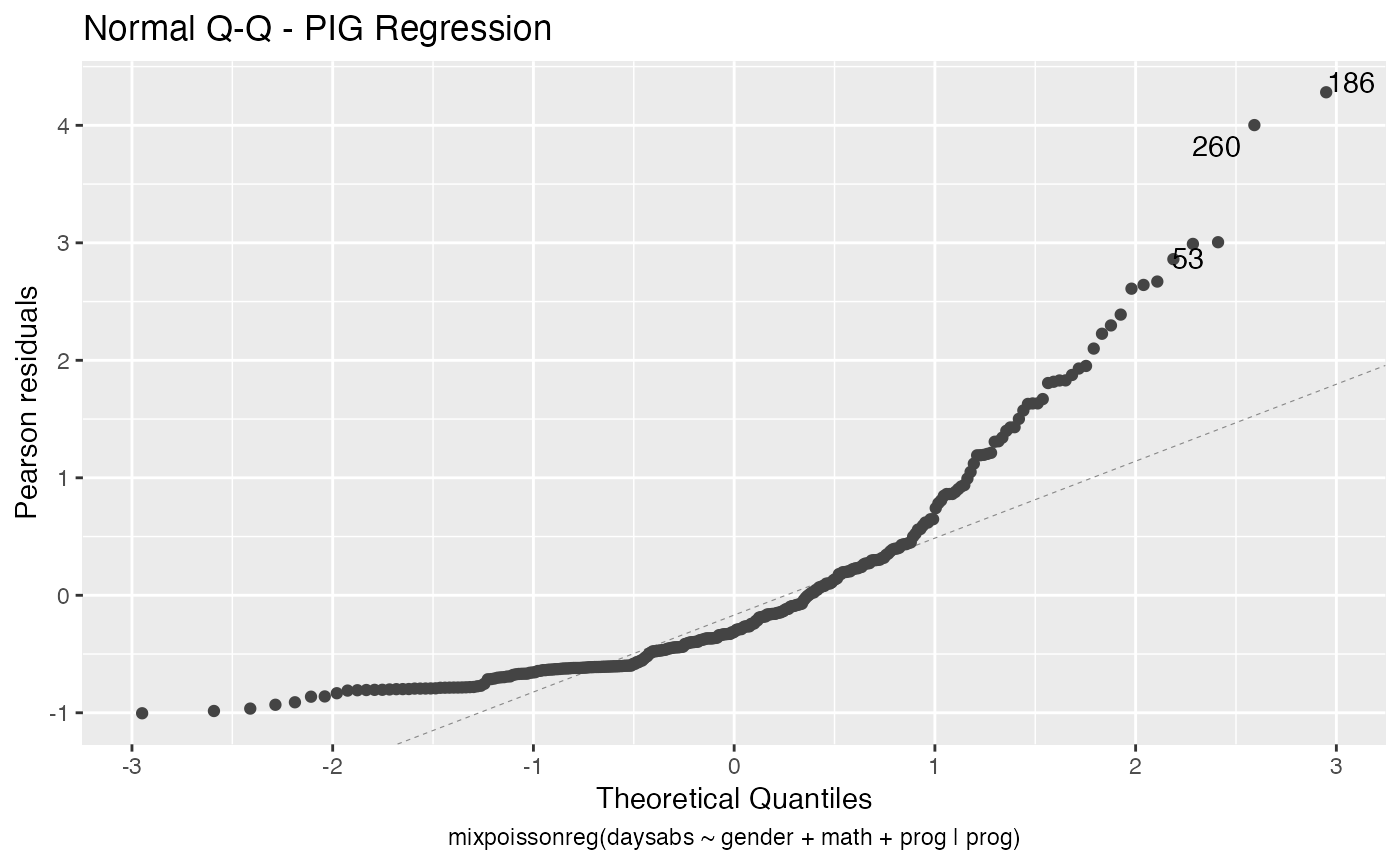 Normal Q-Q - PIG Regression
186
4
260
3
53
2
1
0
-1
Pearson residuals
-3 -2 -1 0 1 2 3
Theoretical Quantiles
mixpoissonreg(daysabs ~ gender + math + prog | prog)